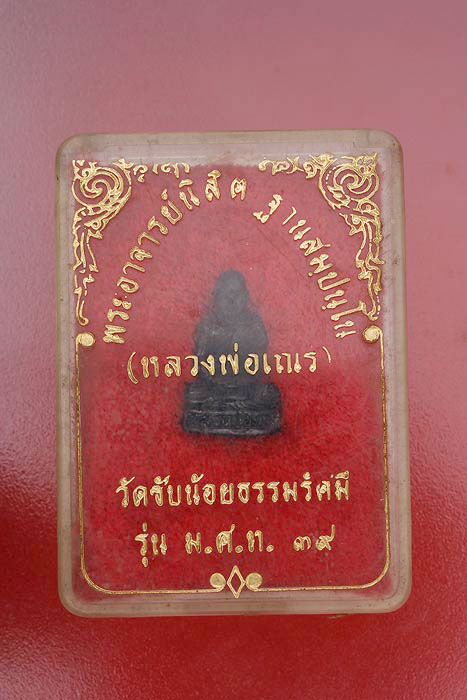 พระอาจารย์นิสิต ฐานสมฺปนฺโน
(หลวงพ่อเณร)
วัดซับน้อยธรรมรัศมี
รุ่น ม.ศ.ท. ๓๙